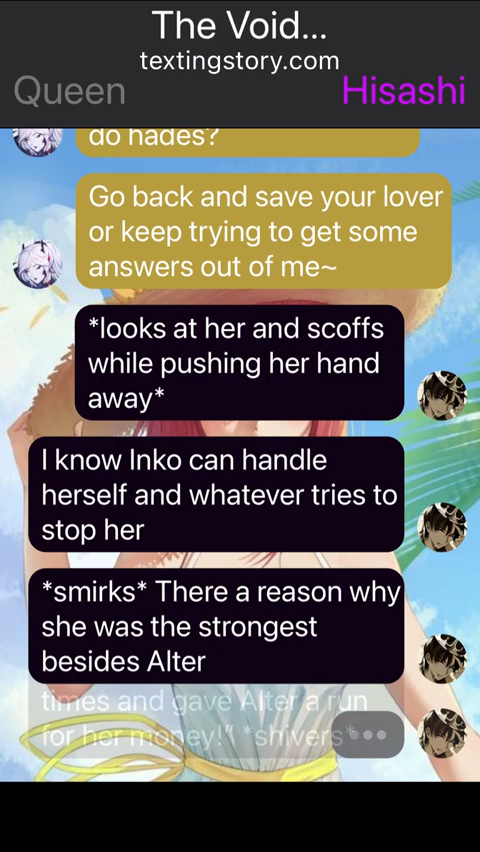 The Void...
textingstory.com
Queen
Hisashi
do hades?
Go back and save your lover
or keep trying to get some
answers out of me~
*looks at her and scoffs
while pushing her hand
away*
I know Inko can handle
herself and whatever tries to
stop her
*smirks* There a reason why
she was the strongest
besides Alter
times and gave Alter a run
for her money!" *shivers*